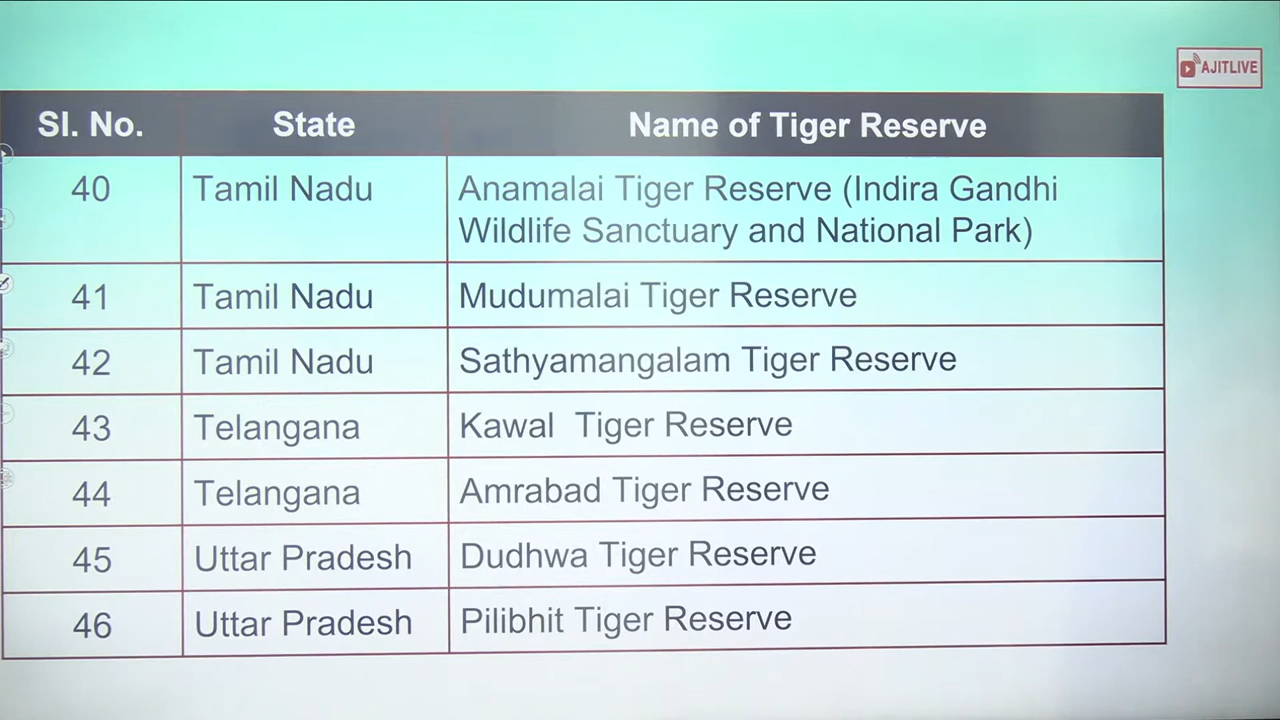 AJITLIVE
Sl. No. State Name of Tiger Reserve
40 Tamil Nadu Anamalai Tiger Reserve (Indira Gandhi
Wildlife Sanctuary and National Park)
41 Tamil Nadu Mudumalai Tiger Reserve
42 Tamil Nadu Sathyamangalam Tiger Reserve
43 Telangana Kawal Tiger Reserve
44 Telangana Amrabad Tiger Reserve
45 Uttar Pradesh Dudhwa Tiger Reserve
46 Uttar Pradesh Pilibhit Tiger Reserve